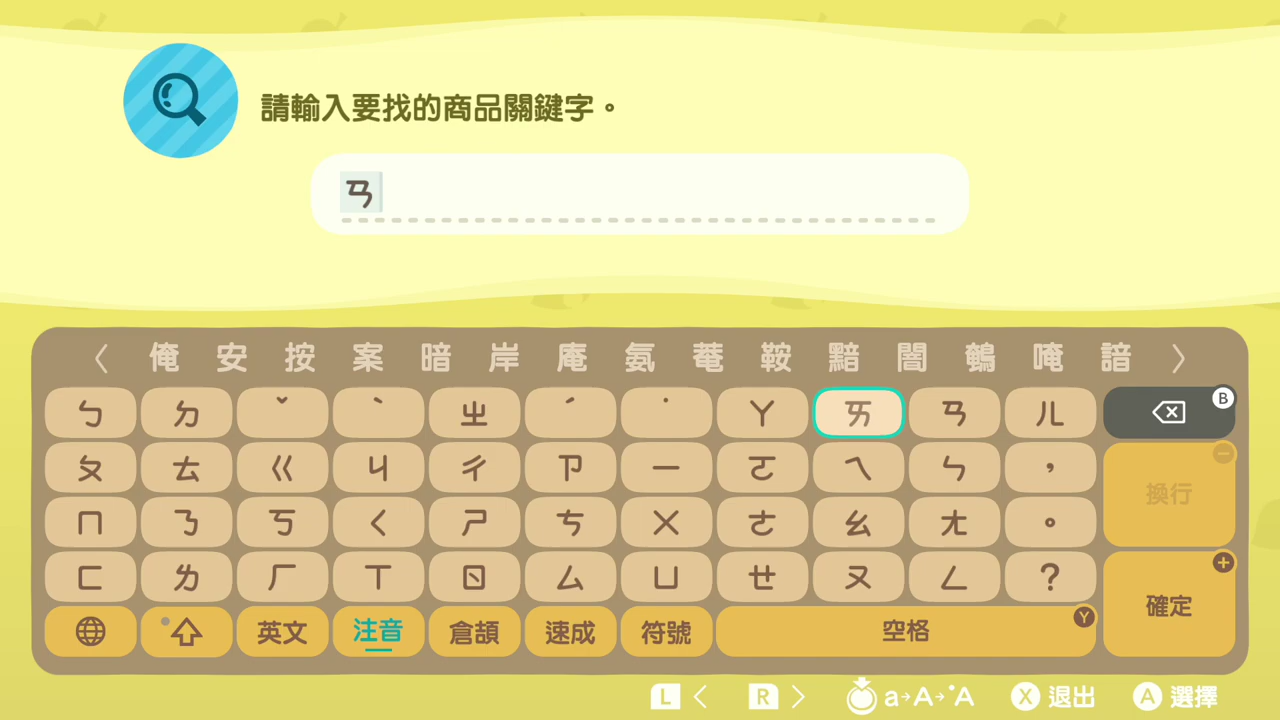 請輸入要找的商品關鍵字。
ㄢ
〈 俺 安 按 案 暗 岸 庵 氨 菴 鞍 黯 闇 鵪 唵 諳 〉
ㄅ ㄉ ˇ ˋ ㄓ ˊ ˙ ㄚ ㄞ ㄢ ㄦ B
ㄆ ㄊ ㄍ ㄐ ㄔ ㄗ ㄧ ㄛ ㄟ ㄣ , − 換行
ㄇ ㄋ ㄎ ㄑ ㄕ ㄘ ㄨ ㄜ ㄠ ㄤ 。
ㄈ ㄌ ㄏ ㄒ ㄖ ㄙ ㄩ ㄝ ㄡ ㄥ ? + 確定
英文 注音 倉頡 速成 符號 空格 Y
L 〈 R 〉 a→A→•A X 退出 A 選擇